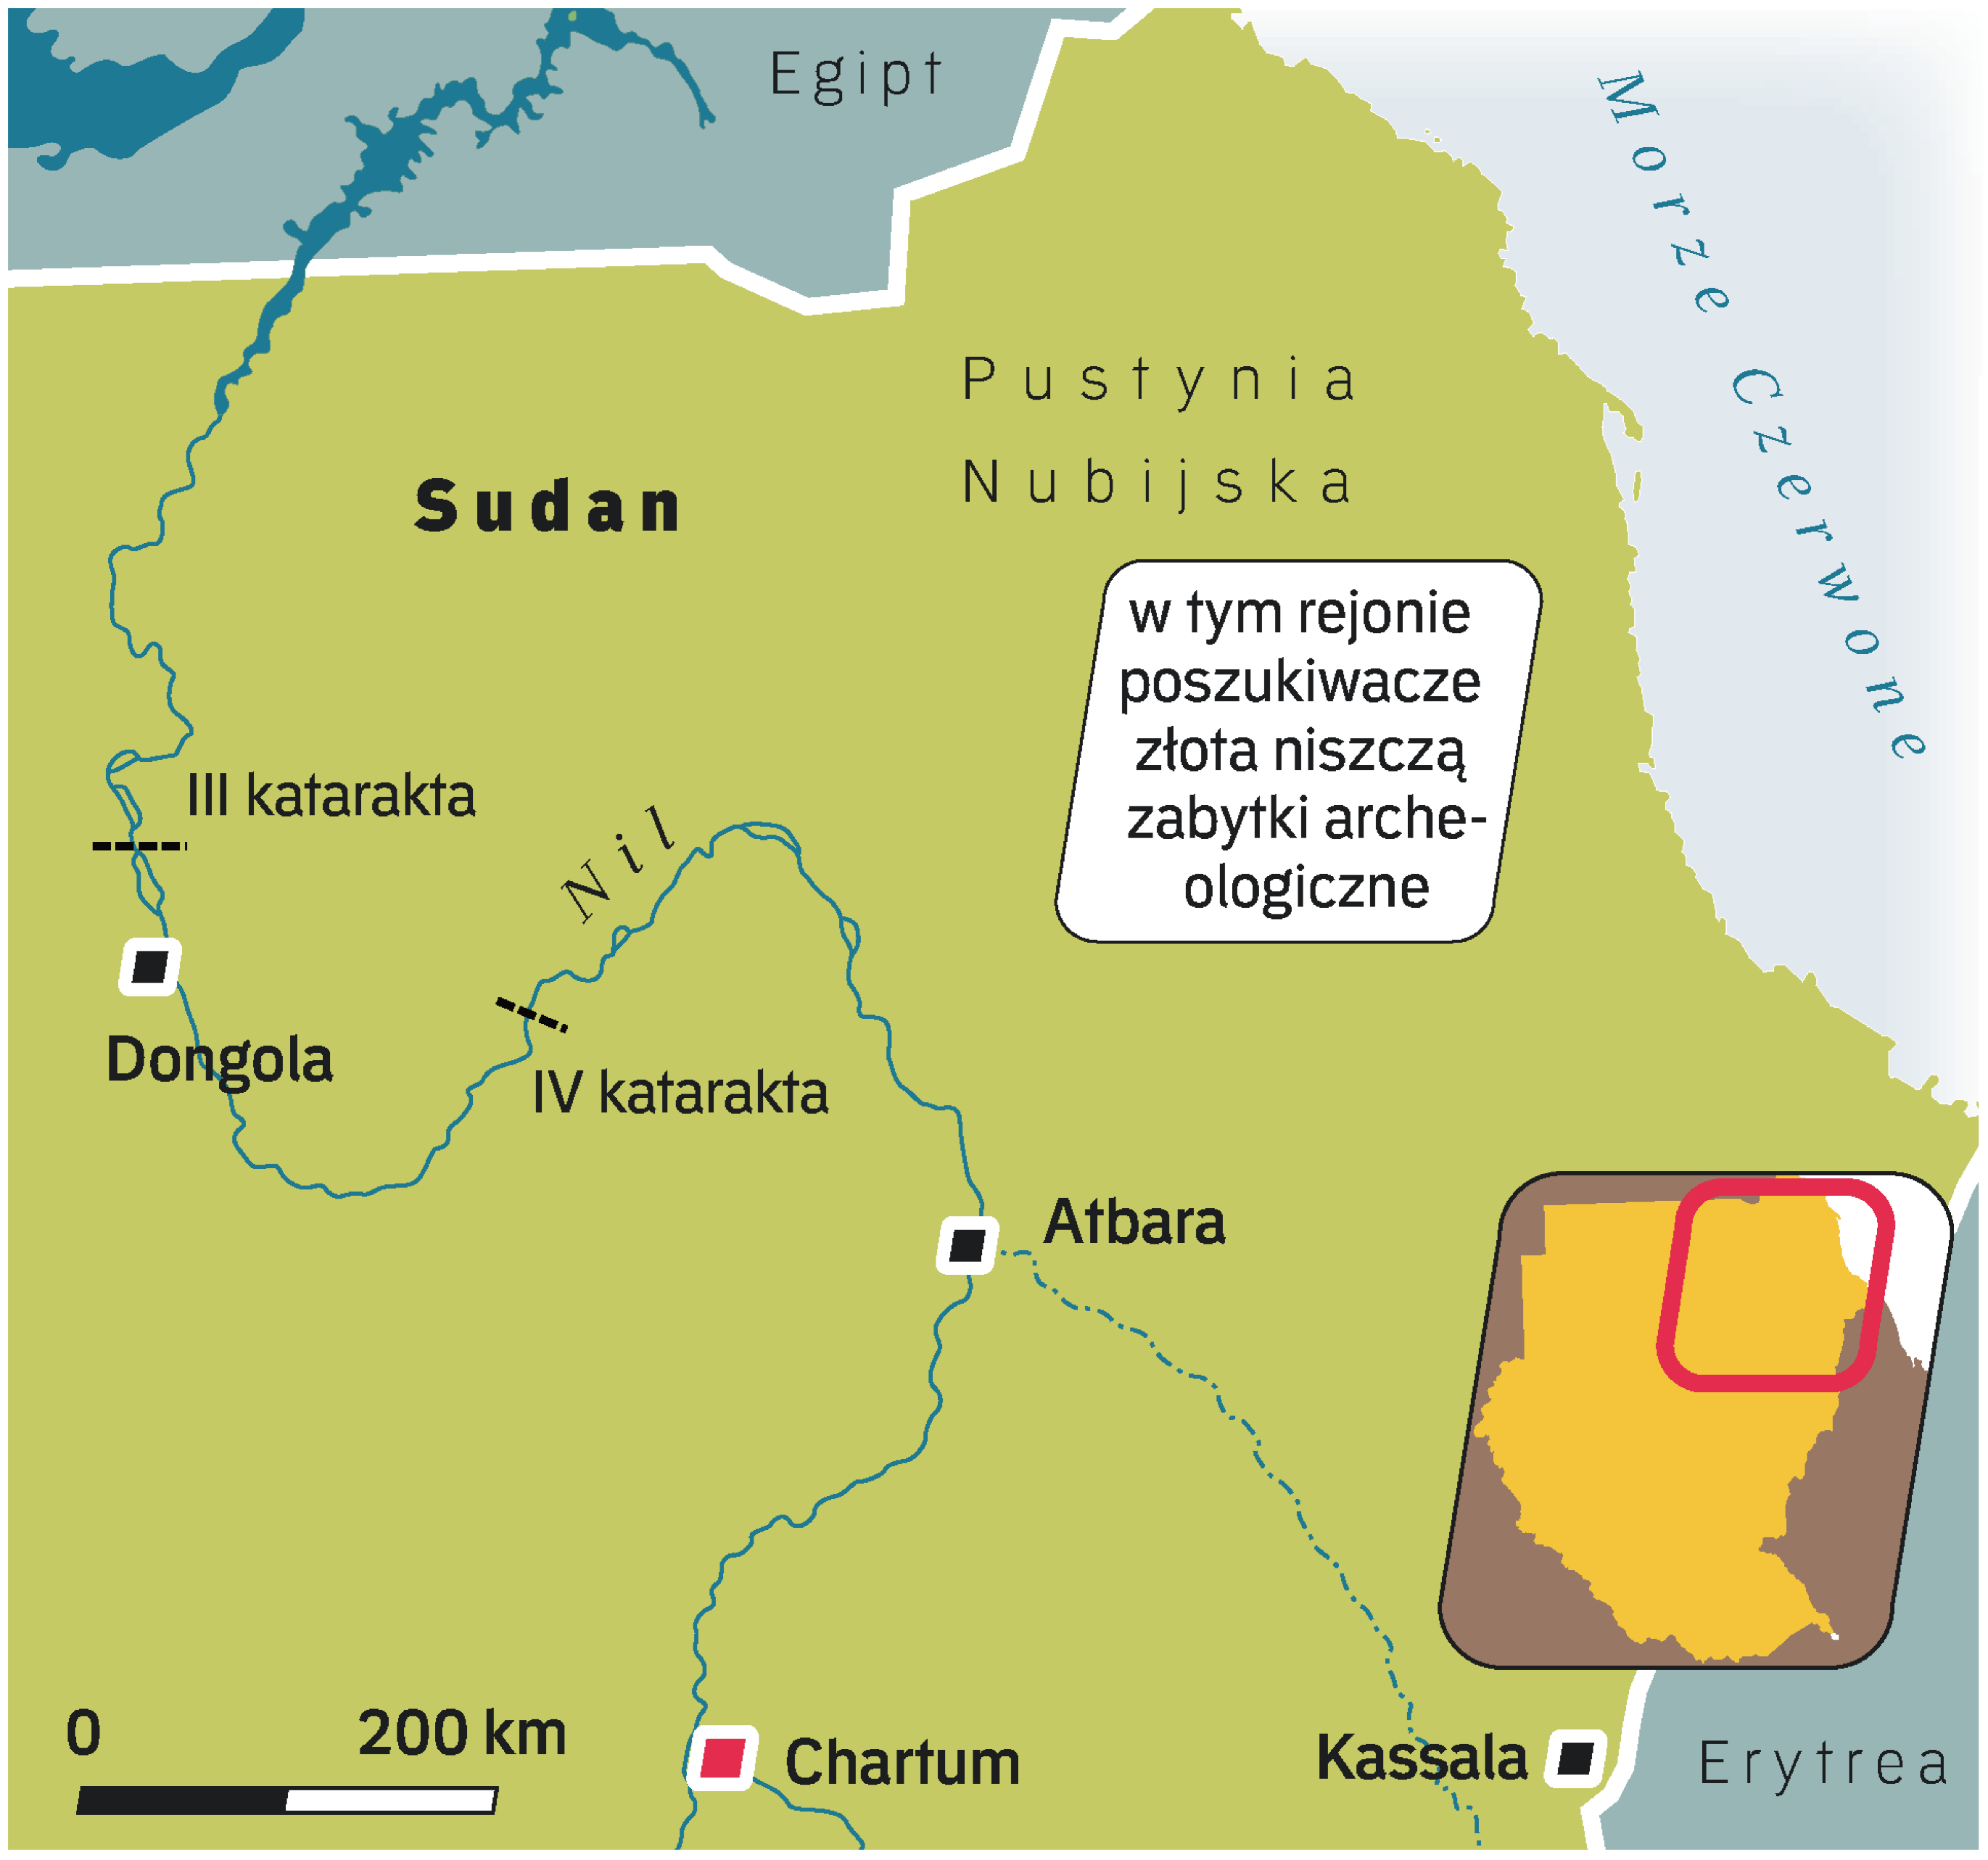 Egipt
Morze Czerwone
Pustynia
Nubijska
Sudan
w tym rejonie
poszukiwacze
złota niszczą
zabytki arche-
ologiczne
III katarakta
Nil
Dongola
IV katarakta
Atbara
0
200 km
Chartum
Kassala
Erytrea